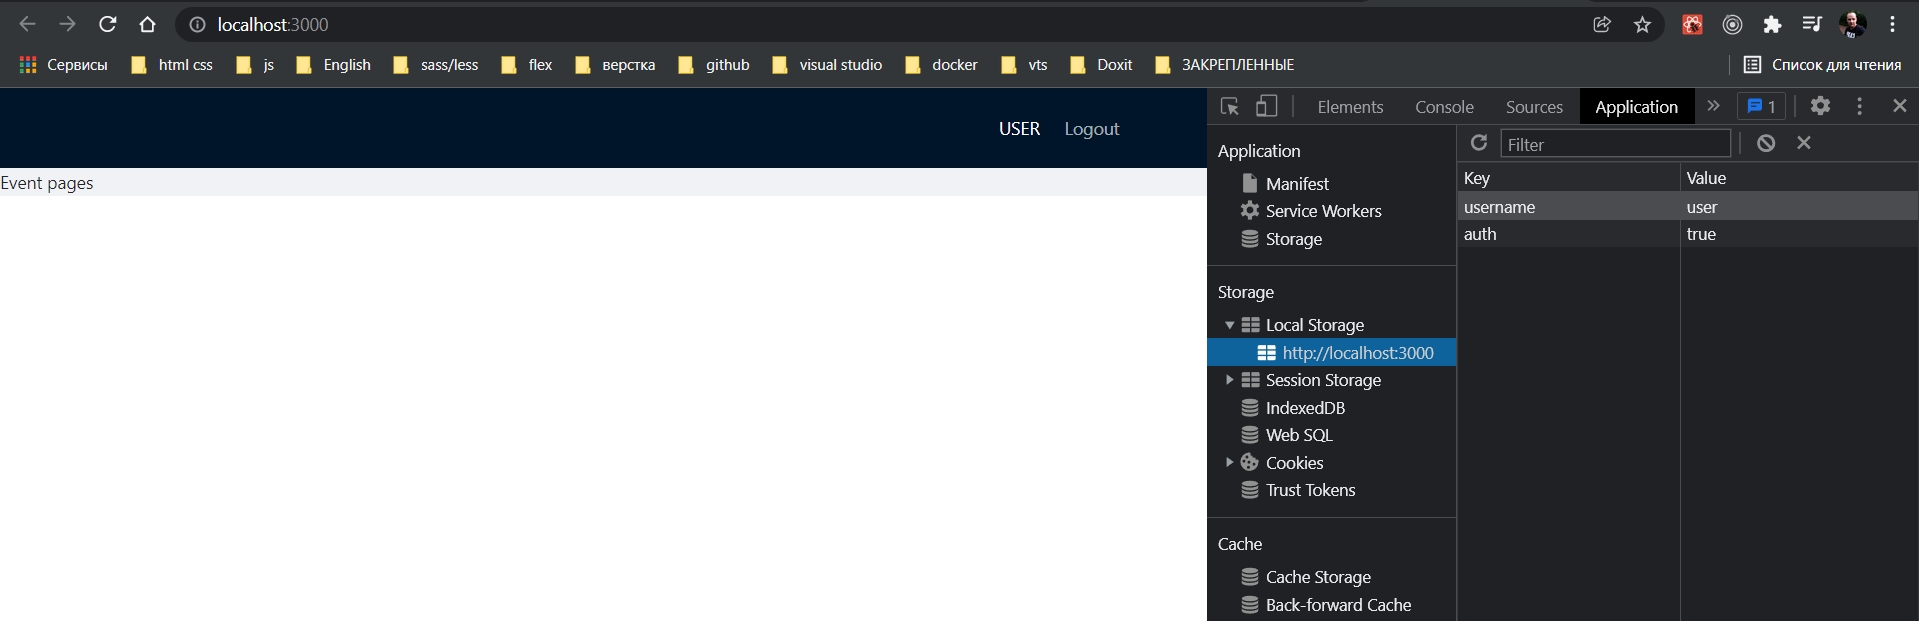 localhost:3000
Сервисы html css js English sass/less flex верстка github visual studio docker vts Doxit ЗАКРЕПЛЕННЫЕ Список для чтения
USER Logout
Event pages
Elements Console Sources Application 1
Application
Manifest
Service Workers
Storage
Storage
Local Storage
http://localhost:3000
Session Storage
IndexedDB
Web SQL
Cookies
Trust Tokens
Cache
Cache Storage
Back-forward Cache
Filter
Key Value
username user
auth true